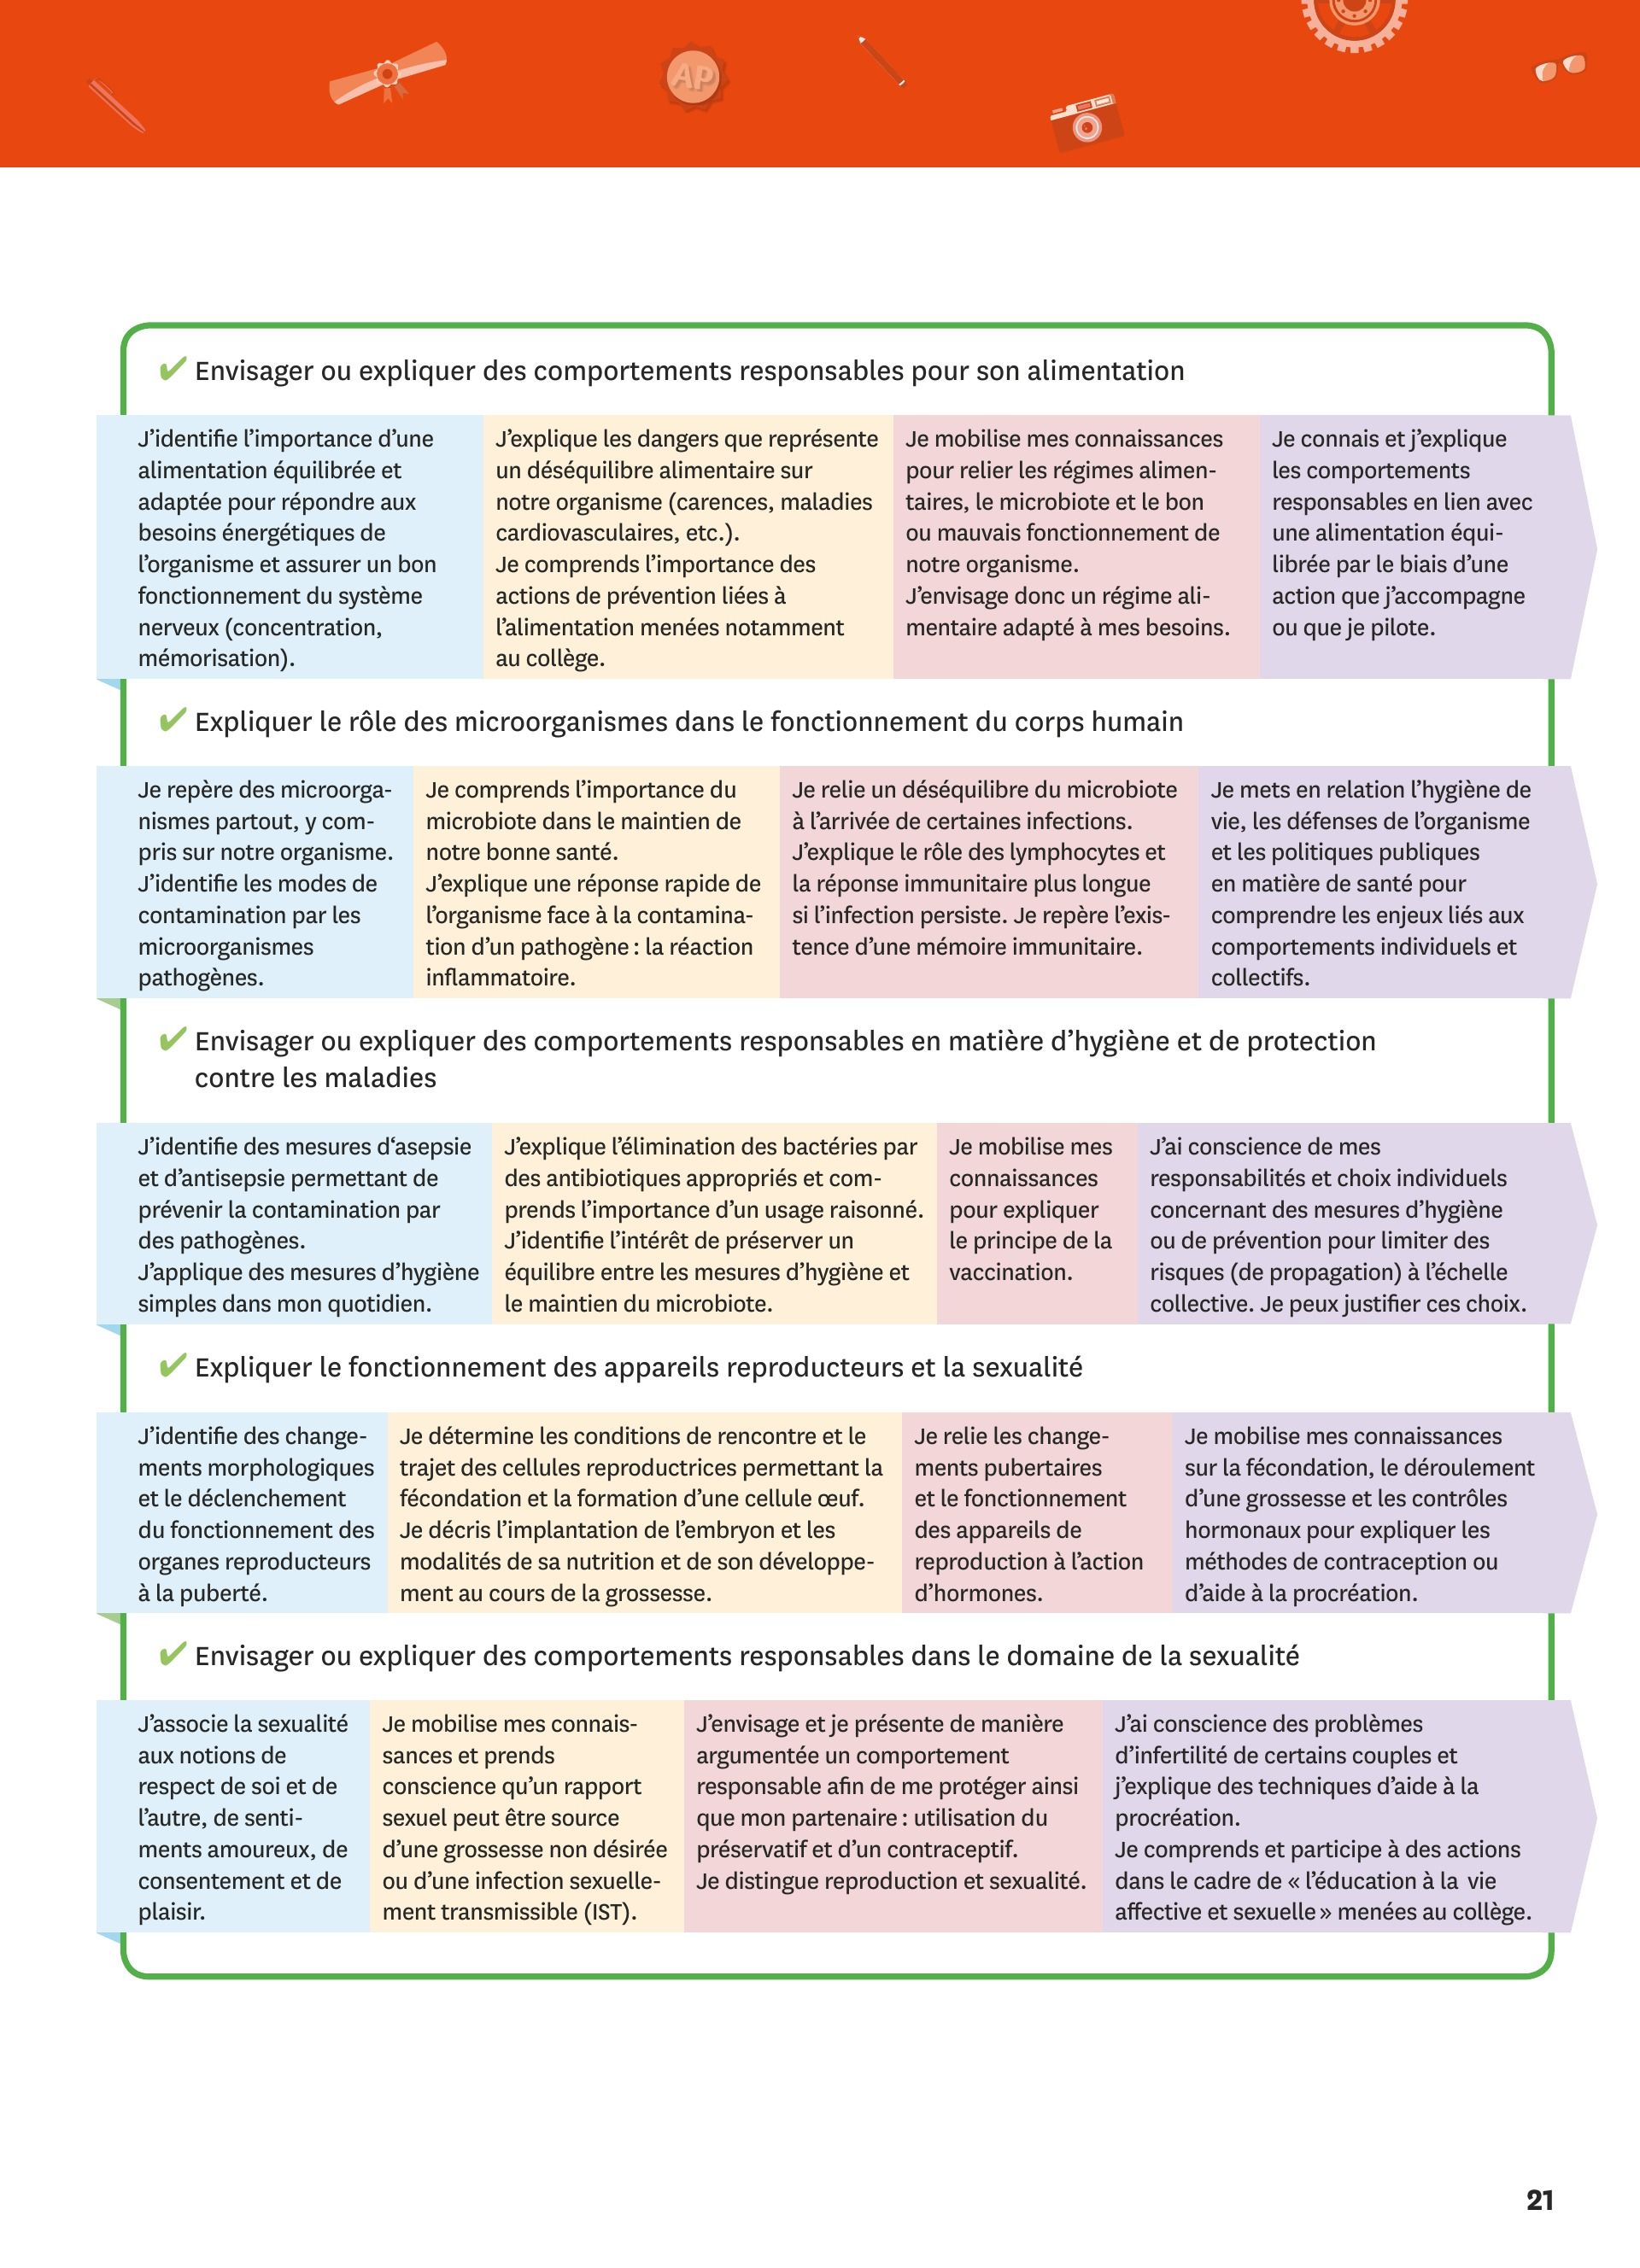 AP
✔ Envisager ou expliquer des comportements responsables pour son alimentation
J’identifie l’importance d’une
alimentation équilibrée et
adaptée pour répondre aux
besoins énergétiques de
l’organisme et assurer un bon
fonctionnement du système
nerveux (concentration,
mémorisation).
J’explique les dangers que représente
un déséquilibre alimentaire sur
notre organisme (carences, maladies
cardiovasculaires, etc.).
Je comprends l’importance des
actions de prévention liées à
l’alimentation menées notamment
au collège.
Je mobilise mes connaissances
pour relier les régimes alimen-
taires, le microbiote et le bon
ou mauvais fonctionnement de
notre organisme.
J’envisage donc un régime ali-
mentaire adapté à mes besoins.
Je connais et j’explique
les comportements
responsables en lien avec
une alimentation équi-
librée par le biais d’une
action que j’accompagne
ou que je pilote.
✔ Expliquer le rôle des microorganismes dans le fonctionnement du corps humain
Je repère des microorga-
nismes partout, y com-
pris sur notre organisme.
J’identifie les modes de
contamination par les
microorganismes
pathogènes.
Je comprends l’importance du
microbiote dans le maintien de
notre bonne santé.
J’explique une réponse rapide de
l’organisme face à la contamina-
tion d’un pathogène : la réaction
inflammatoire.
Je relie un déséquilibre du microbiote
à l’arrivée de certaines infections.
J’explique le rôle des lymphocytes et
la réponse immunitaire plus longue
si l’infection persiste. Je repère l’exis-
tence d’une mémoire immunitaire.
Je mets en relation l’hygiène de
vie, les défenses de l’organisme
et les politiques publiques
en matière de santé pour
comprendre les enjeux liés aux
comportements individuels et
collectifs.
✔ Envisager ou expliquer des comportements responsables en matière d’hygiène et de protection
contre les maladies
J’identifie des mesures d‘asepsie
et d’antisepsie permettant de
prévenir la contamination par
des pathogènes.
J’applique des mesures d’hygiène
simples dans mon quotidien.
J’explique l’élimination des bactéries par
des antibiotiques appropriés et com-
prends l’importance d’un usage raisonné.
J’identifie l’intérêt de préserver un
équilibre entre les mesures d’hygiène et
le maintien du microbiote.
Je mobilise mes
connaissances
pour expliquer
le principe de la
vaccination.
J’ai conscience de mes
responsabilités et choix individuels
concernant des mesures d’hygiène
ou de prévention pour limiter des
risques (de propagation) à l’échelle
collective. Je peux justifier ces choix.
✔ Expliquer le fonctionnement des appareils reproducteurs et la sexualité
J’identifie des change-
ments morphologiques
et le déclenchement
du fonctionnement des
organes reproducteurs
à la puberté.
Je détermine les conditions de rencontre et le
trajet des cellules reproductrices permettant la
fécondation et la formation d’une cellule œuf.
Je décris l’implantation de l’embryon et les
modalités de sa nutrition et de son développe-
ment au cours de la grossesse.
Je relie les change-
ments pubertaires
et le fonctionnement
des appareils de
reproduction à l’action
d’hormones.
Je mobilise mes connaissances
sur la fécondation, le déroulement
d’une grossesse et les contrôles
hormonaux pour expliquer les
méthodes de contraception ou
d’aide à la procréation.
✔ Envisager ou expliquer des comportements responsables dans le domaine de la sexualité
J’associe la sexualité
aux notions de
respect de soi et de
l’autre, de senti-
ments amoureux, de
consentement et de
plaisir.
Je mobilise mes connais-
sances et prends
conscience qu’un rapport
sexuel peut être source
d’une grossesse non désirée
ou d’une infection sexuelle-
ment transmissible (IST).
J’envisage et je présente de manière
argumentée un comportement
responsable afin de me protéger ainsi
que mon partenaire : utilisation du
préservatif et d’un contraceptif.
Je distingue reproduction et sexualité.
J’ai conscience des problèmes
d’infertilité de certains couples et
j’explique des techniques d’aide à la
procréation.
Je comprends et participe à des actions
dans le cadre de « l’éducation à la vie
affective et sexuelle » menées au collège.
21